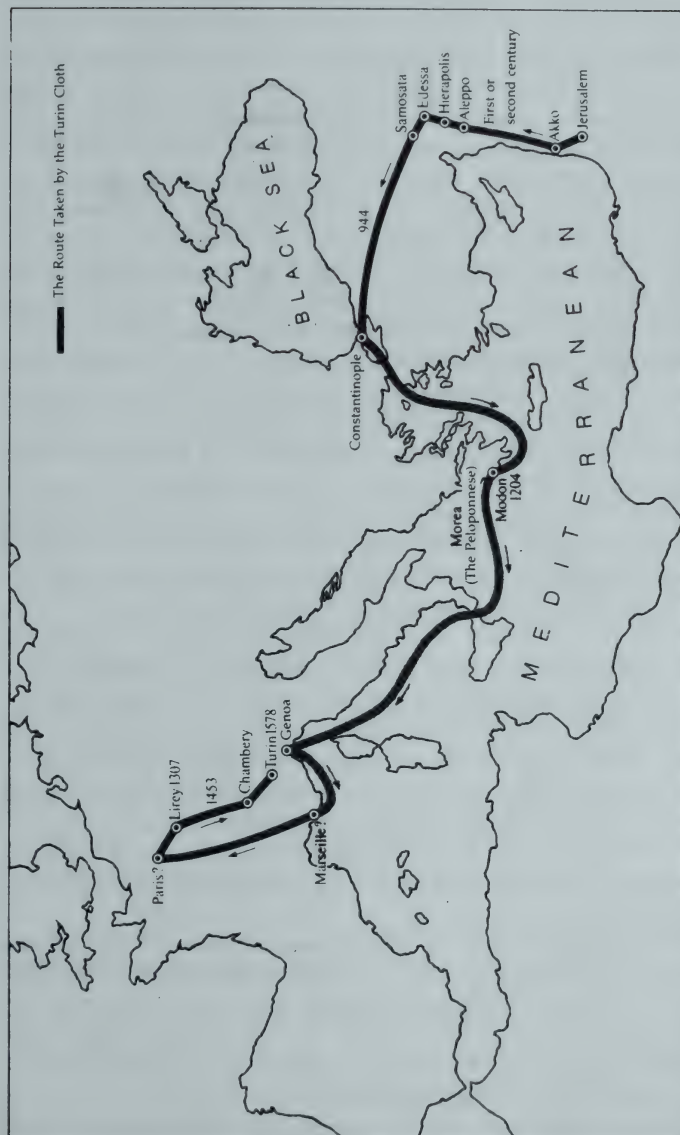 The Route Taken by the Turin Cloth
BLACK SEA
MEDITERRANEAN
Paris?
Lirey 1307
1453
Chambery
Turin 1578
Genoa
Marseille?
Morea
(The Peloponnese)
Modon
1204
Constantinople
944
Samosata
Edessa
Hierapolis
Aleppo
First or
second century
Akko
Jerusalem